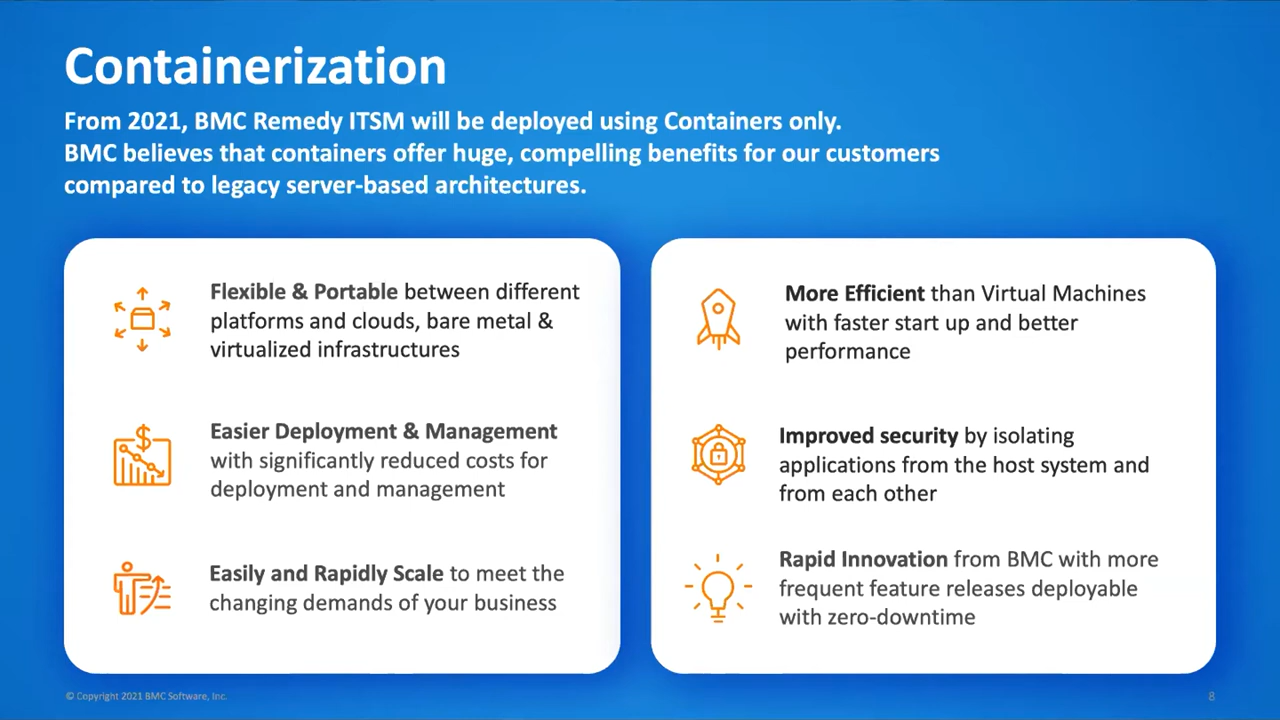 Containerization
From 2021, BMC Remedy ITSM will be deployed using Containers only.
BMC believes that containers offer huge, compelling benefits for our customers
compared to legacy server-based architectures.
Flexible & Portable between different
platforms and clouds, bare metal &
virtualized infrastructures
Easier Deployment & Management
with significantly reduced costs for
deployment and management
Easily and Rapidly Scale to meet the
changing demands of your business
More Efficient than Virtual Machines
with faster start up and better
performance
Improved security by isolating
applications from the host system and
from each other
Rapid Innovation from BMC with more
frequent feature releases deployable
with zero-downtime
© Copyright 2021 BMC Software, Inc.
8